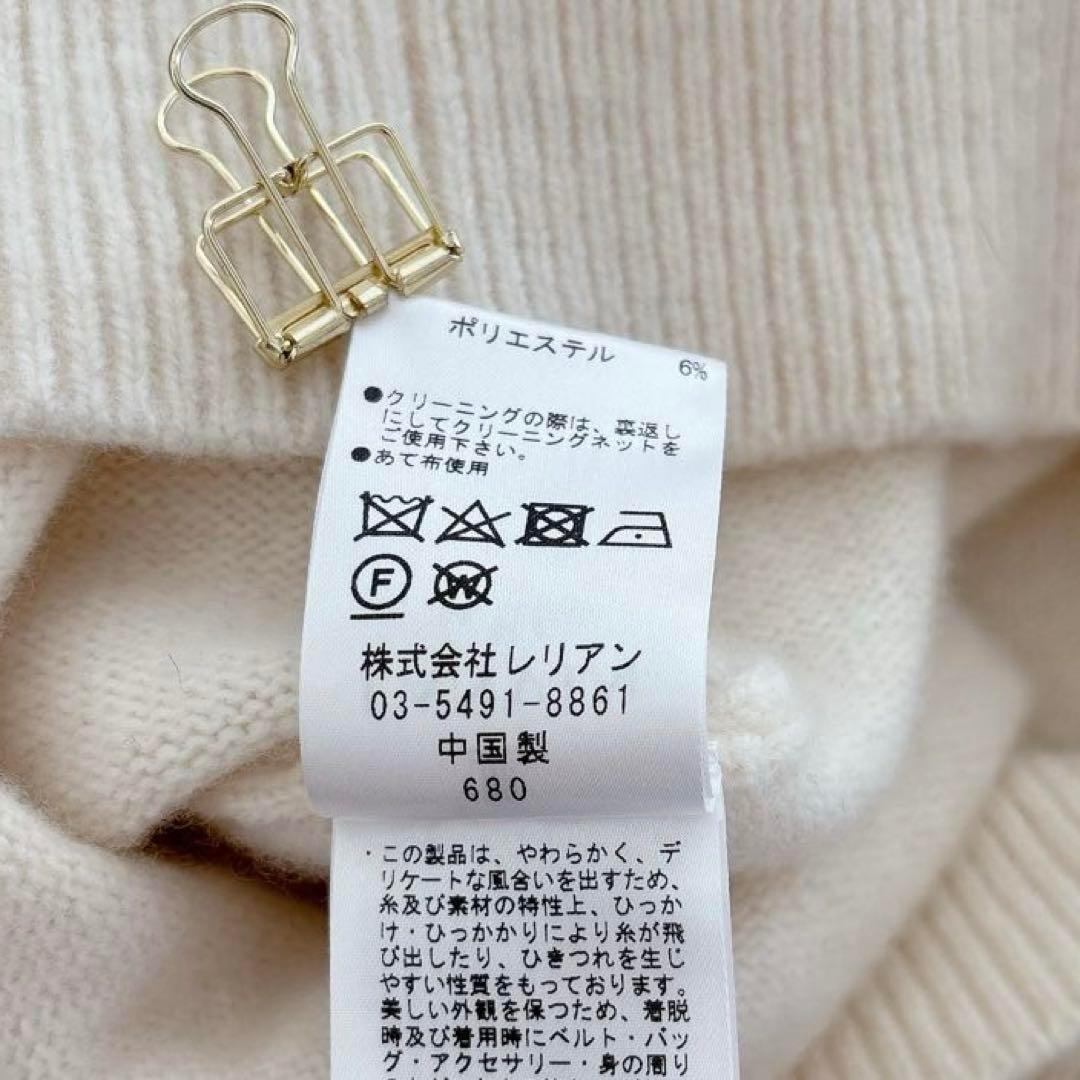 ポリエステル 6%
●クリーニングの際は、裏返し
にしてクリーニングネットを
ご使用下さい。
●あて布使用
F W
株式会社レリアン
03-5491-8861
中国製
680
・この製品は、やわらかく、デ
リケートな風合いを出すため、
糸及び素材の特性上、ひっか
け・ひっかかりにより糸が飛
び出したり、ひきつれを生じ
やすい性質をもっております。
美しい外観を保つため、着脱
時及び着用時にベルト・バッ
グ・アクセサリー・身の周り